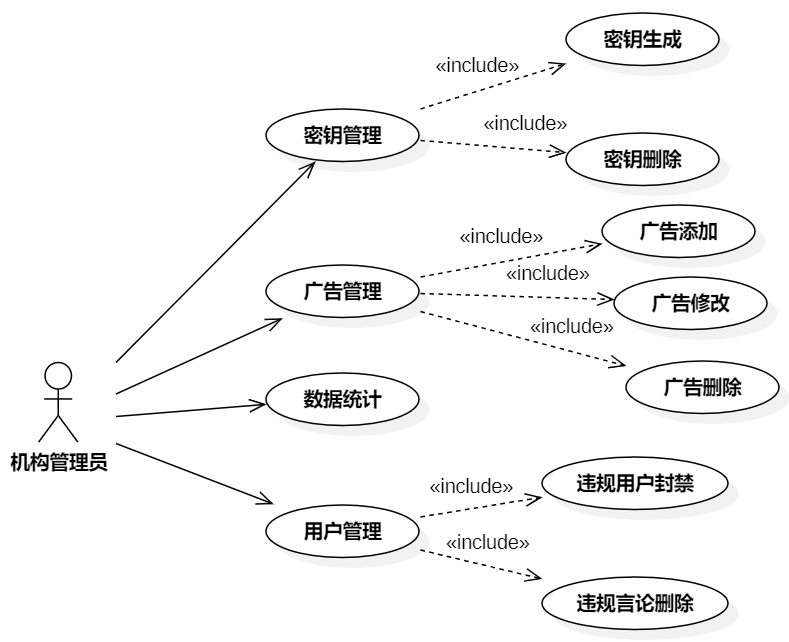 密钥生成
«include»
密钥管理
«include»
密钥删除
广告添加
«include»
«include»
广告管理
广告修改
«include»
广告删除
数据统计
机构管理员
«include»
违规用户封禁
用户管理
«include»
违规言论删除